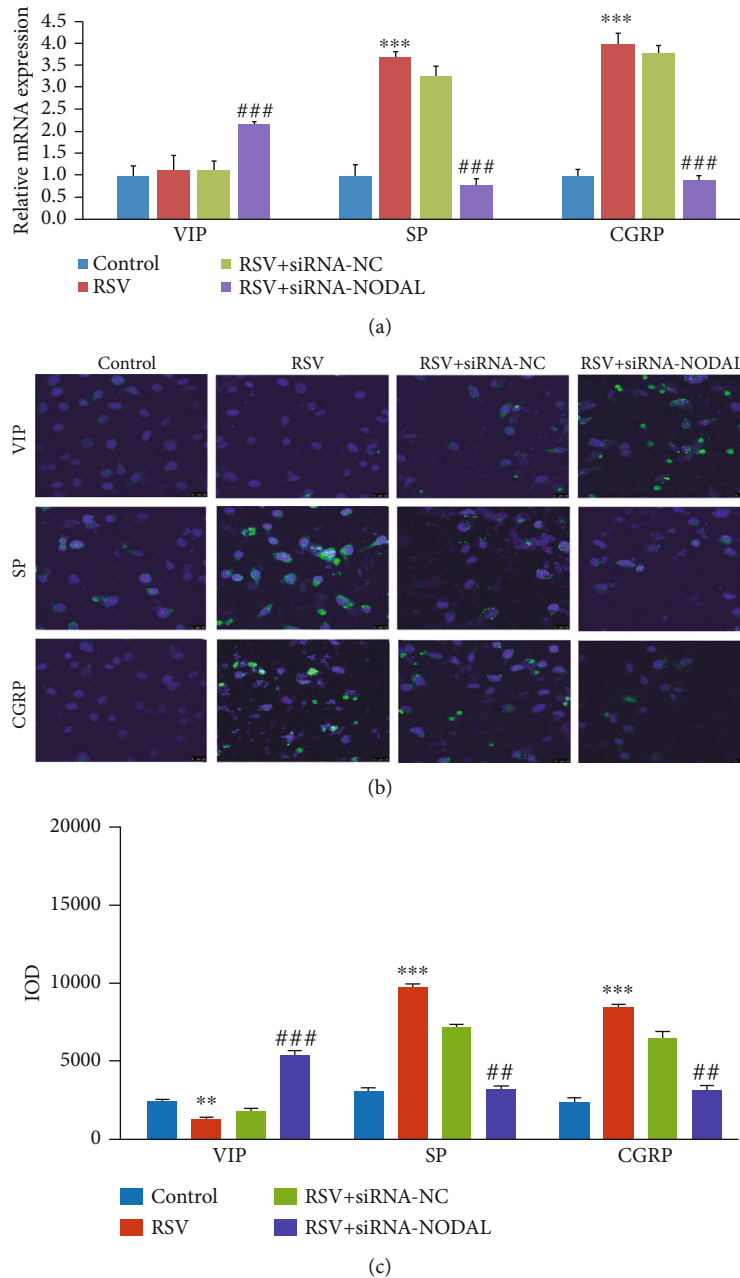 Relative mRNA expression
4.5
4.0
3.5
3.0
2.5
2.0
1.5
1.0
0.5
0.0
***
***
###
###
###
VIP SP CGRP
Control RSV+siRNA-NC
RSV RSV+siRNA-NODAL
(a)
Control RSV RSV+siRNA-NC RSV+siRNA-NODAL
VIP
SP
CGRP
(b)
IOD
20000
15000
10000
5000
0
** ### *** ## *** ##
VIP SP CGRP
Control RSV+siRNA-NC
RSV RSV+siRNA-NODAL
(c)